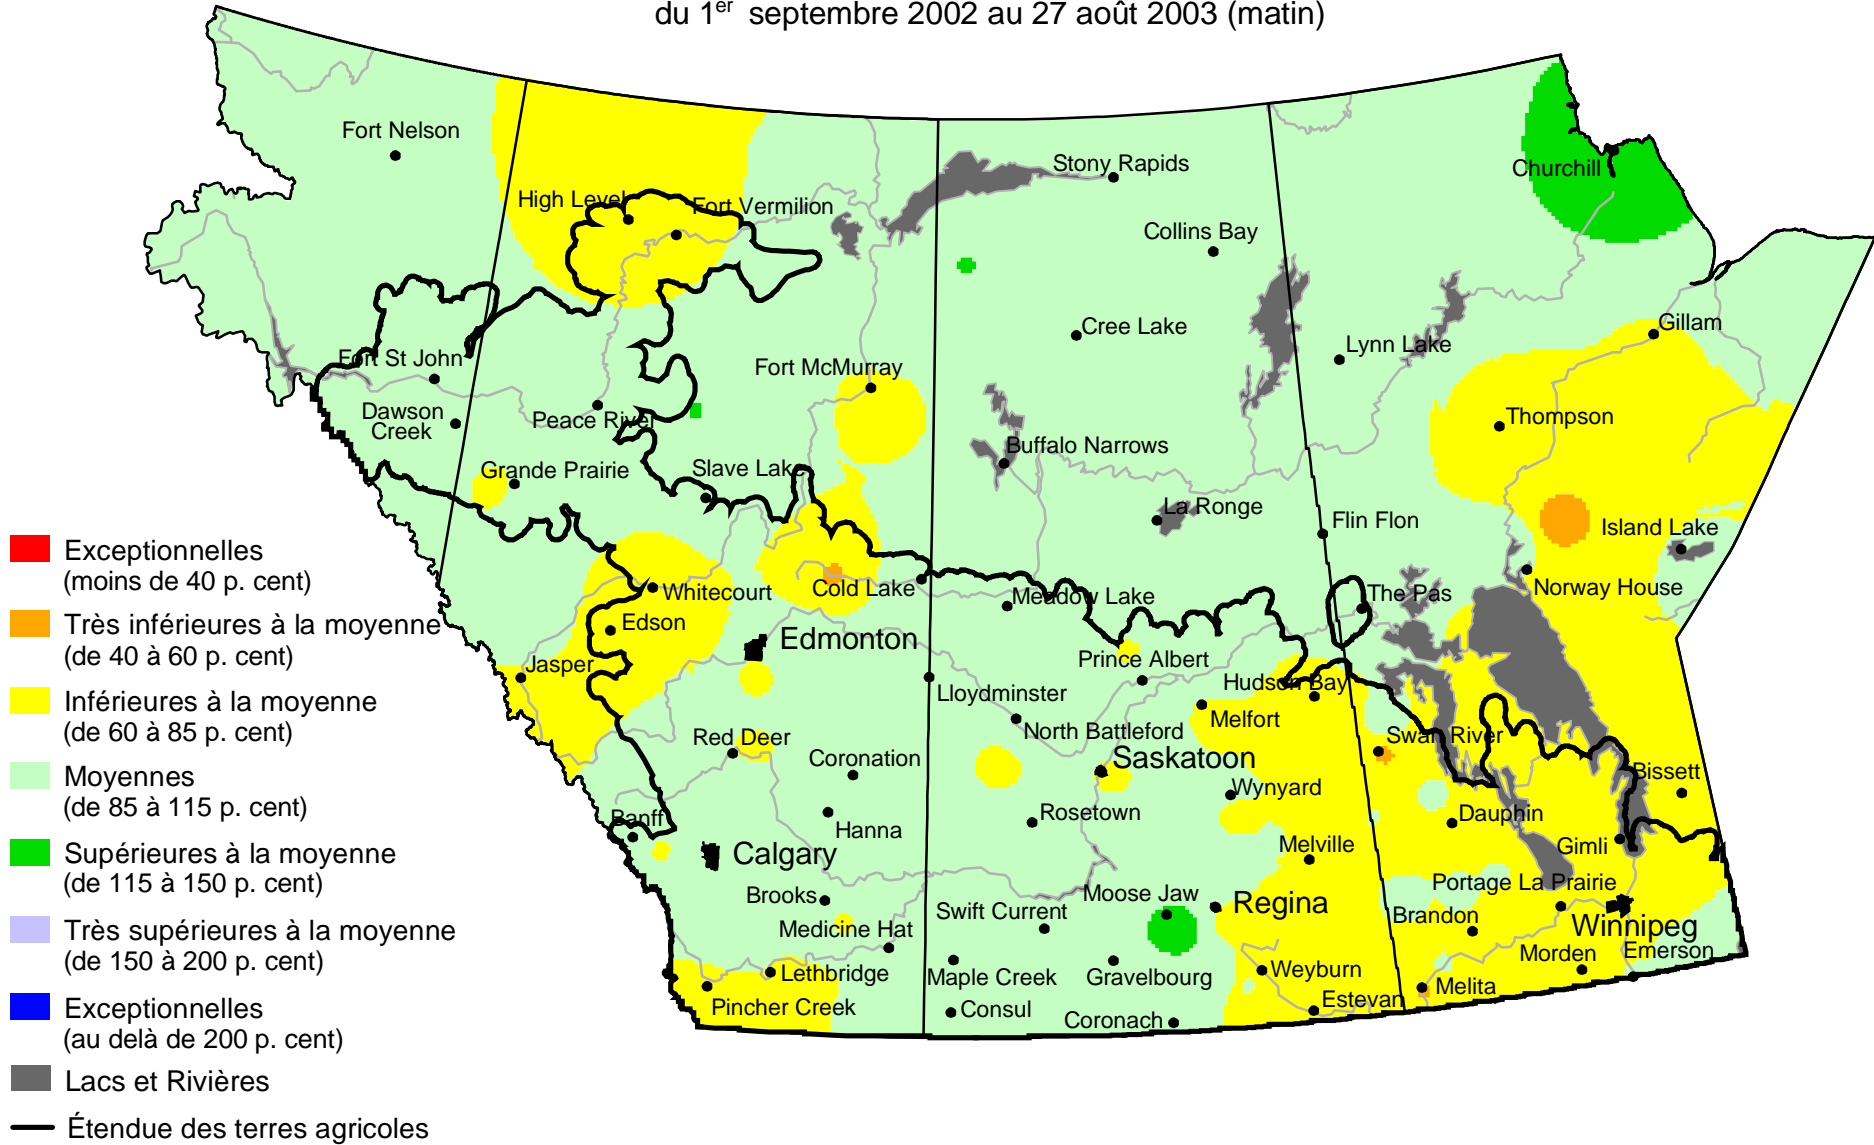 du 1er septembre 2002 au 27 août 2003 (matin)
Fort Nelson
High Level
Fort Vermilion
Stony Rapids
Churchill
Collins Bay
Cree Lake
Gillam
Lynn Lake
Fort St John
Fort McMurray
Dawson
Creek
Peace River
Thompson
Buffalo Narrows
Grande Prairie
Slave Lake
La Ronge
Flin Flon
Island Lake
Exceptionnelles
(moins de 40 p. cent)
Whitecourt
Cold Lake
Meadow Lake
The Pas
Norway House
Très inférieures à la moyenne
(de 40 à 60 p. cent)
Edson
Edmonton
Jasper
Prince Albert
Hudson Bay
Inférieures à la moyenne
(de 60 à 85 p. cent)
Lloydminster
North Battleford
Melfort
Red Deer
Coronation
Saskatoon
Swan River
Moyennes
(de 85 à 115 p. cent)
Bissett
Wynyard
Banff
Hanna
Rosetown
Dauphin
Supérieures à la moyenne
(de 115 à 150 p. cent)
Calgary
Melville
Gimli
Brooks
Moose Jaw
Portage La Prairie
Swift Current
Regina
Brandon
Winnipeg
Très supérieures à la moyenne
(de 150 à 200 p. cent)
Medicine Hat
Lethbridge
Maple Creek
Gravelbourg
Weyburn
Morden
Emerson
Pincher Creek
Consul
Coronach
Estevan
Melita
Exceptionnelles
(au delà de 200 p. cent)
Lacs et Rivières
Étendue des terres agricoles